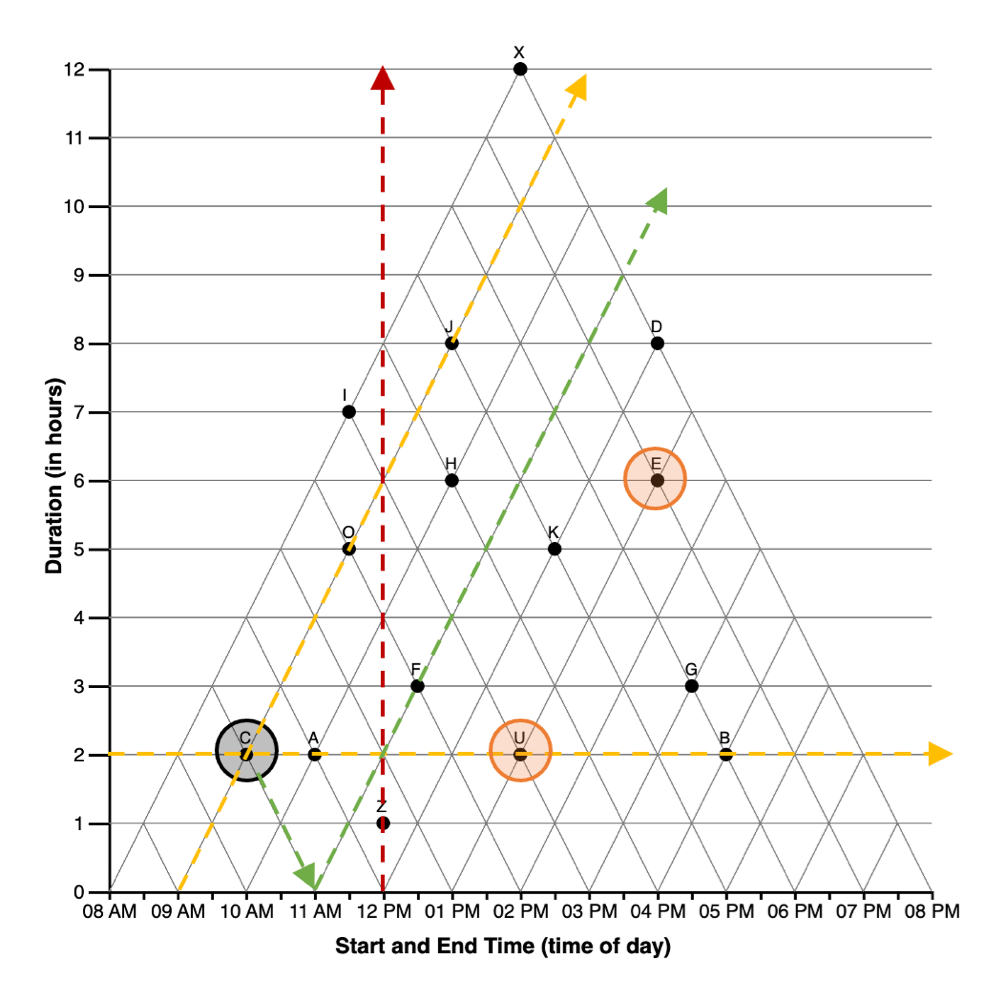 X
12
11
10
9
J
D
8
I
7
H
E
6
O
K
5
4
F
G
3
C
A
U
B
2
Z
1
0
08 AM 09 AM 10 AM 11 AM 12 PM 01 PM 02 PM 03 PM 04 PM 05 PM 06 PM 07 PM 08 PM
Start and End Time (time of day)
Duration (in hours)